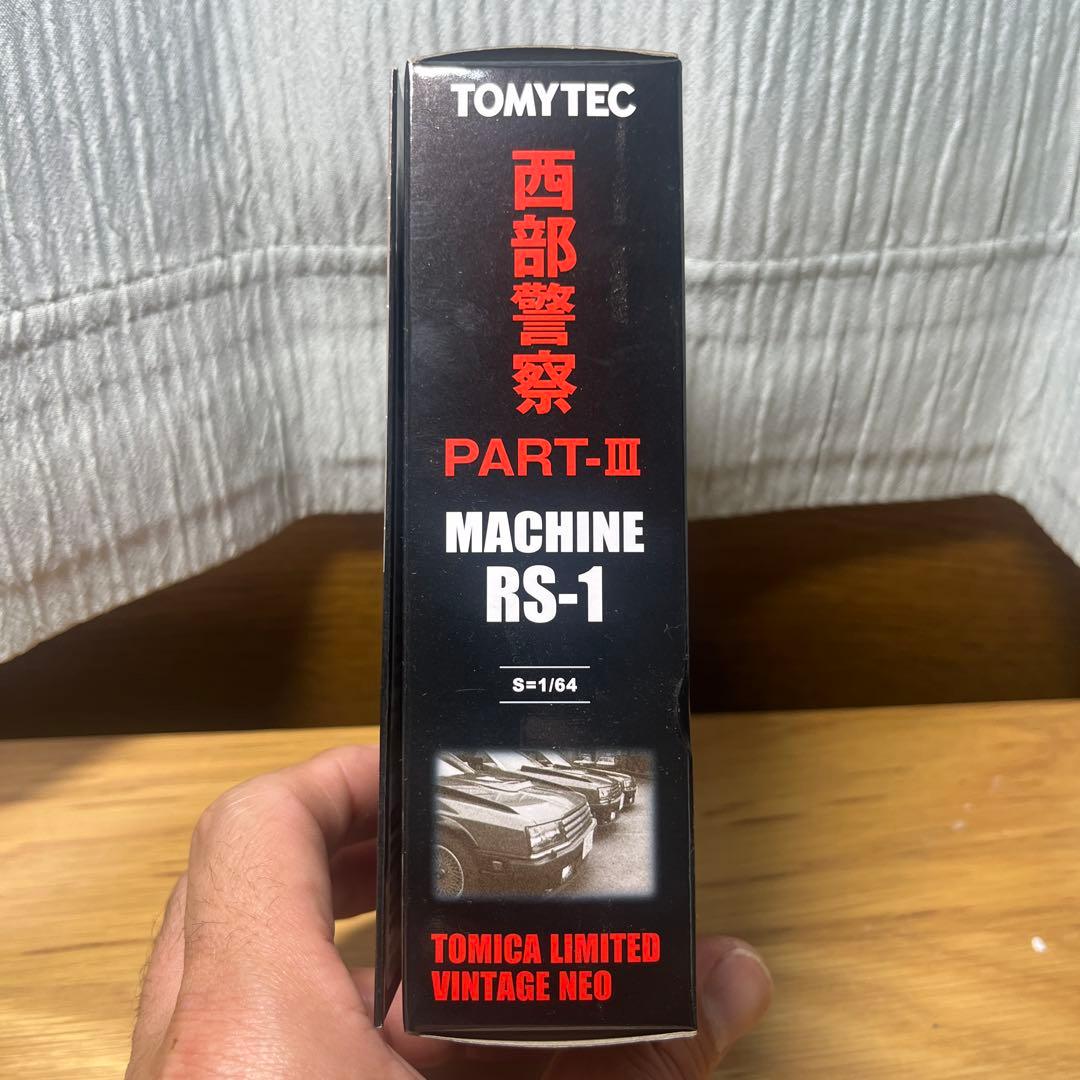 TOMYTEC
西部警察
PART-III
MACHINE
RS-1
S=1/64
TOMICA LIMITED
VINTAGE NEO